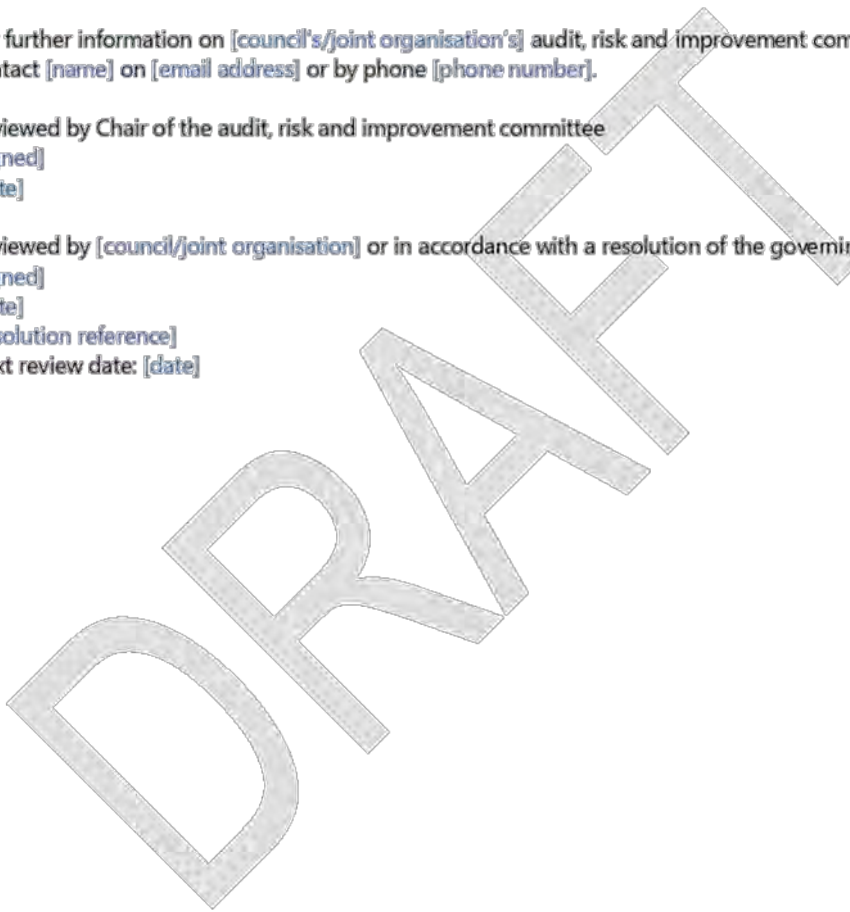 further information on [council's/joint organisation's] audit, risk and improvement com
tact [name] on [email address] or by phone [phone number].
viewed by Chair of the audit, risk and improvement committee
ned]
te]
viewed by [council/joint organisation] or in accordance with a resolution of the governin
ned]
te]
solution reference]
xt review date: [date]
DRAFT